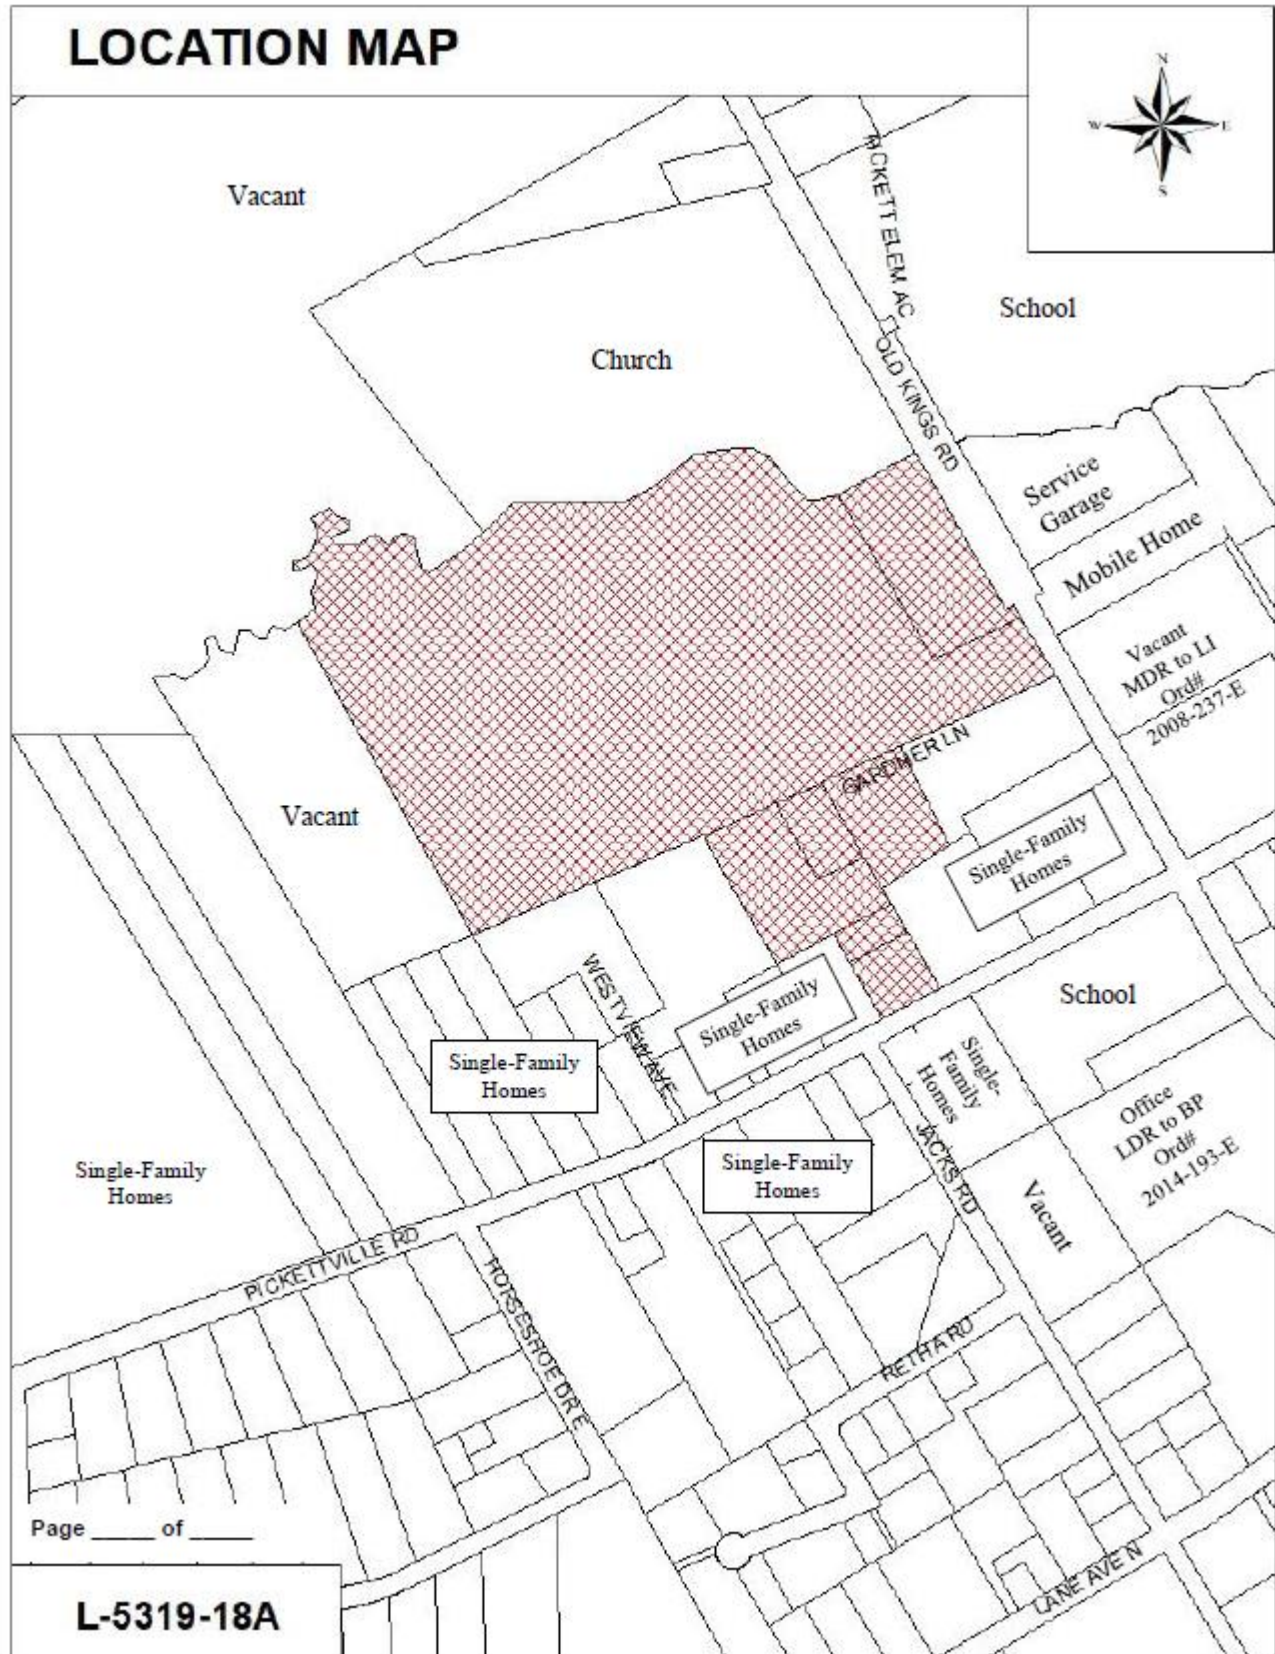 LOCATION MAP
N
W
E
S
Vacant
PICKETT ELEM AC
School
Church
OLD KINGS RD
Service
Garage
Mobile Home
Vacant
MDR to LI
Ord#
2008-237-E
GARDNER LN
Vacant
Single-Family
Homes
WESTVIEW AVE
School
Single-Family
Homes
Single-Family
Homes
Single-
Family
Homes
Office
LDR to BP
Ord#
2014-193-E
JACKS RD
Single-Family
Homes
Single-Family
Homes
Vacant
PICKETTVILLE RD
HORSESHOE DR E
RETHA RD
LANE AVE N
Page _____ of _____
L-5319-18A